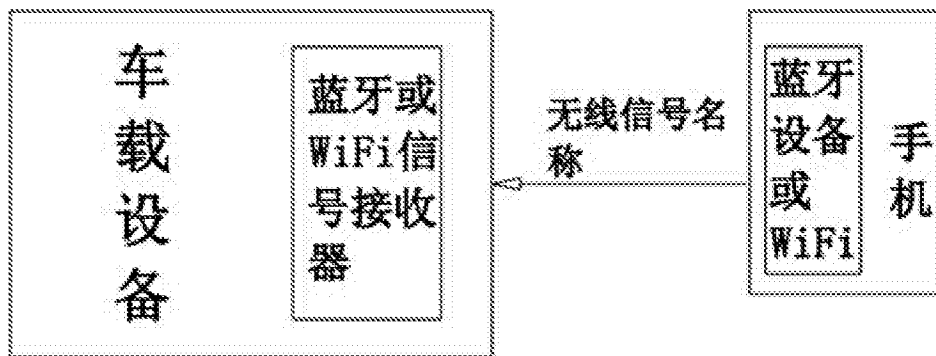 车载设备
蓝牙或
WiFi信
号接收
器
无线信号名
称
蓝牙
设备
或
WiFi
手机